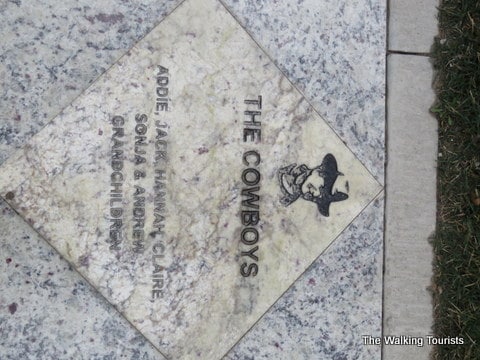 THE COWBOYS
ADDIE, JACK, HANNAH, CLAIRE,
SONJA & ANDREW
GRANDCHILDREN
The Walking Tourists